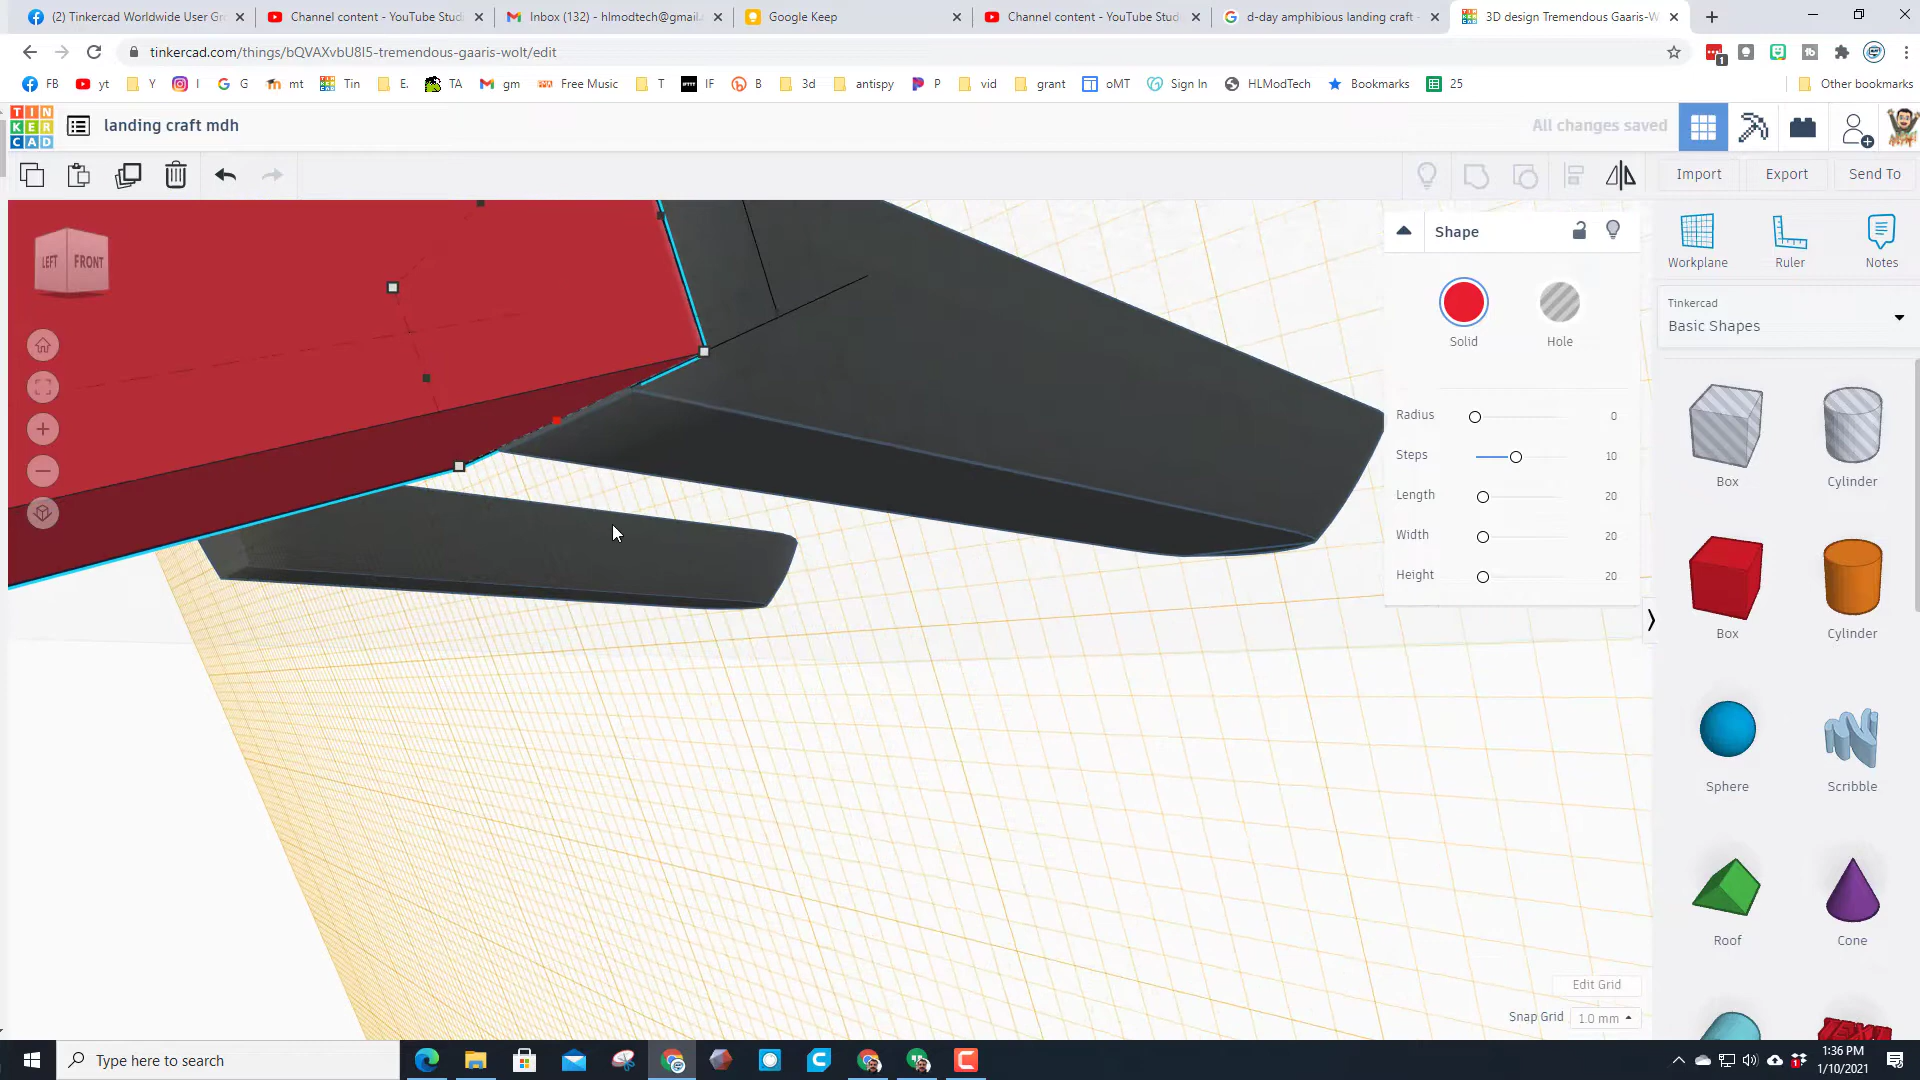 (2) Tinkercad Worldwide User Gr
Channel content - YouTube Studi
Inbox (132) - hlmodtech@gmail.
Google Keep
Channel content - YouTube Stud
d-day amphibious landing craft -
3D design Tremendous Gaaris-W
tinkercad.com/things/bQVAXvbU8I5-tremendous-gaaris-wolt/edit
FB
yt
Y
I
G
mt
Tin
E.
TA
gm
Free Music
T
IF
B
3d
antispy
P
vid
grant
oMT
Sign In
HLModTech
Bookmarks
25
Other bookmarks
TIN
KER
CAD
landing craft mdh
All changes saved
Import
Export
Send To
LEFT
FRONT
Shape
Solid
Hole
Radius
0
Steps
10
Length
20
Width
20
Height
20
Workplane
Ruler
Notes
Tinkercad
Basic Shapes
Box
Cylinder
Box
Cylinder
Sphere
Scribble
Roof
Cone
TEXT
Edit Grid
Snap Grid
1.0 mm
Type here to search
1:36 PM
1/10/2021